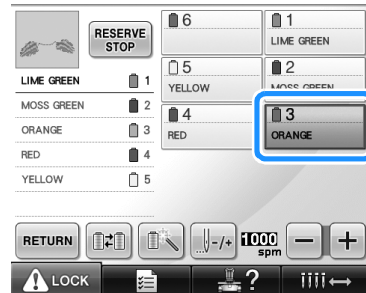 RESERVE
STOP
LIME GREEN 1
MOSS GREEN 2
ORANGE 3
RED 4
YELLOW 5
6
1
LIME GREEN
5
YELLOW
2
MOSS GREEN
4
RED
3
ORANGE
RETURN
-/+
1000
spm
- +
LOCK
?